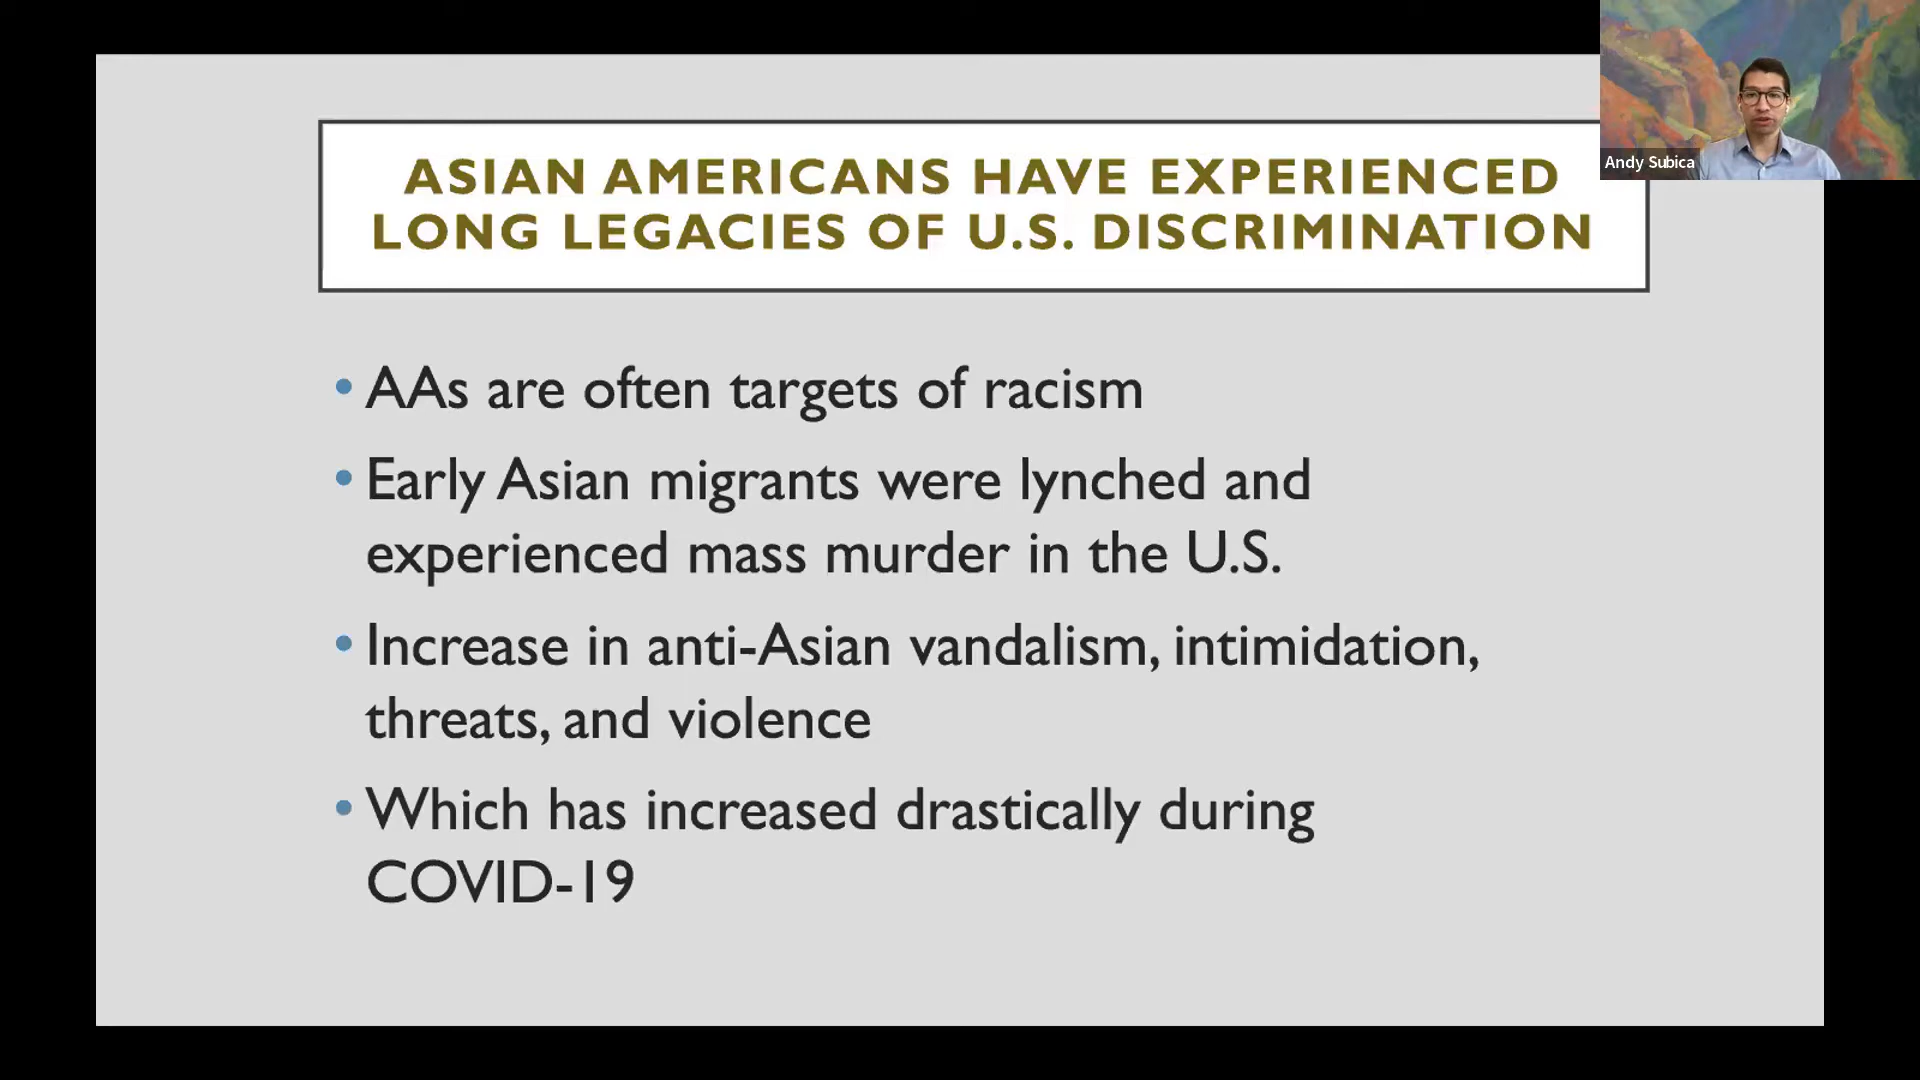 ASIAN AMERICANS HAVE EXPERIENCED
LONG LEGACIES OF U.S. DISCRIMINATION
Andy Subica
• AAs are often targets of racism
• Early Asian migrants were lynched and
experienced mass murder in the U.S.
• Increase in anti-Asian vandalism, intimidation,
threats, and violence
• Which has increased drastically during
COVID-19